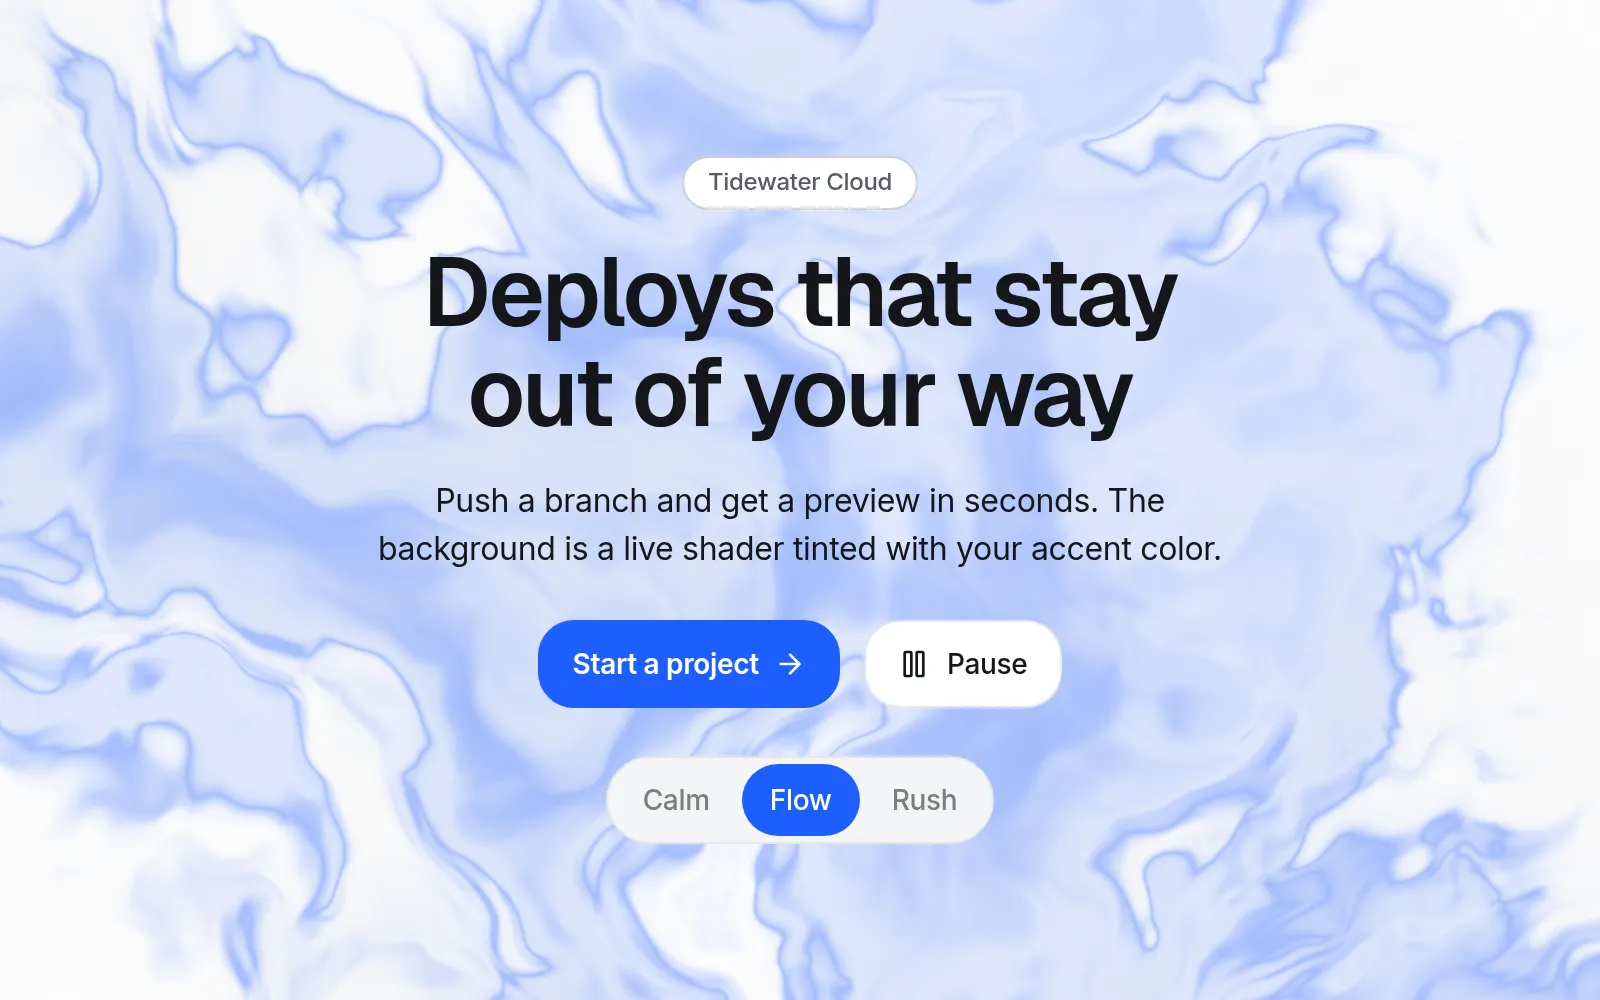 Tidewater Cloud
Deploys that stay
out of your way
Push a branch and get a preview in seconds. The
background is a live shader tinted with your accent color.
Start a project
Pause
Calm
Flow
Rush